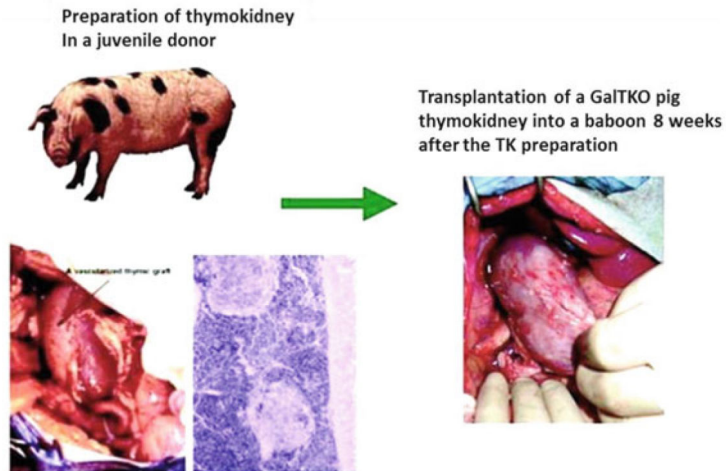 Preparation of thymokidney
In a juvenile donor
Transplantation of a GalTKO pig
thymokidney into a baboon 8 weeks
after the TK preparation
A vascularized thymic graft